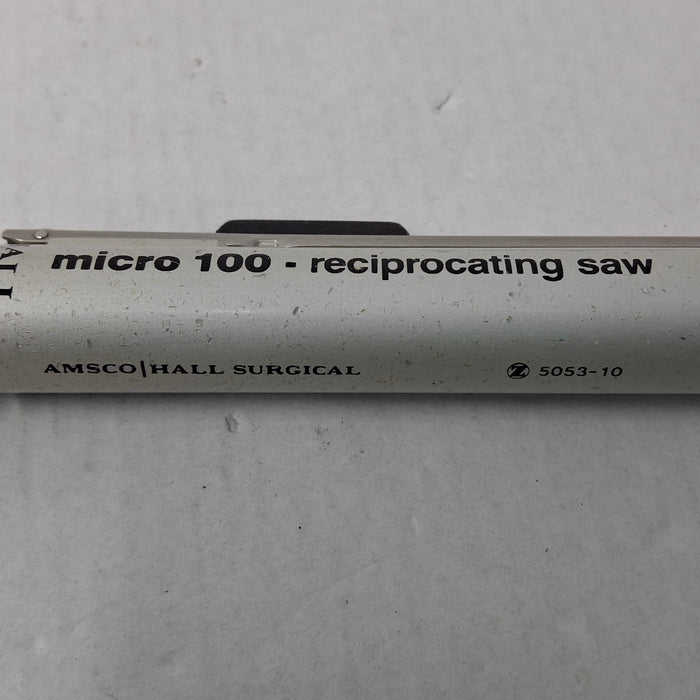 micro 100 - reciprocating saw
AMSCO|HALL SURGICAL
Z 5053-10